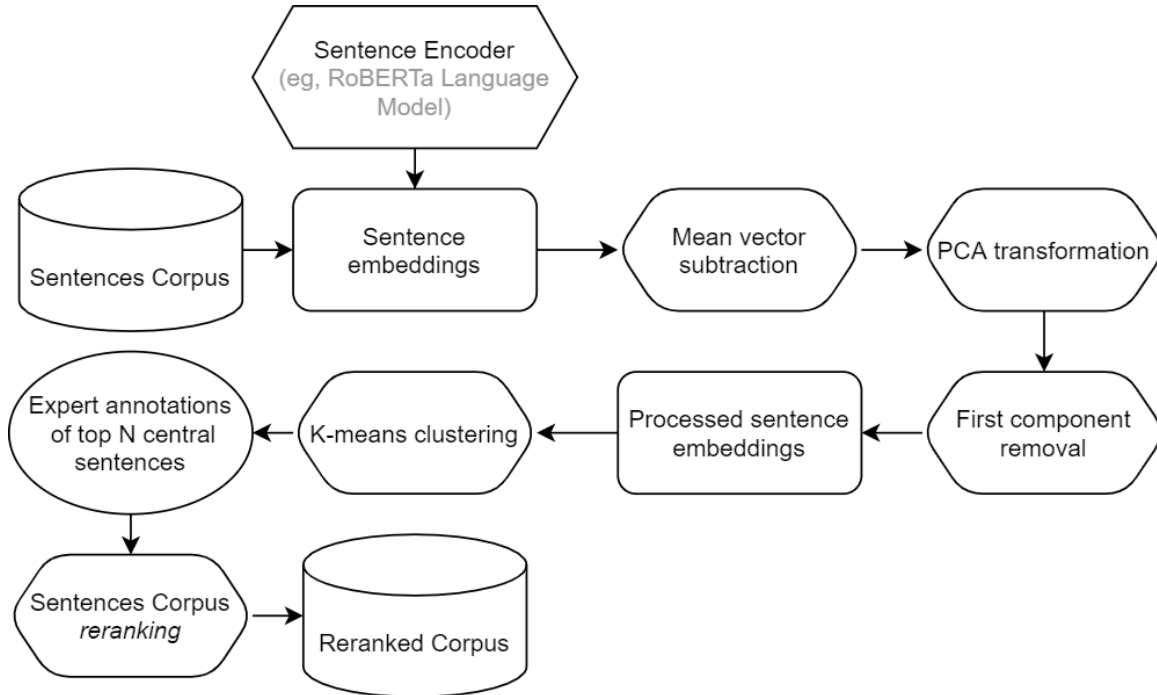 Sentence Encoder
(eg, RoBERTa Language
Model)
Sentences Corpus
Sentence
embeddings
Mean vector
subtraction
PCA transformation
Expert annotations
of top N central
sentences
K-means clustering
Processed sentence
embeddings
First component
removal
Sentences Corpus
reranking
Reranked Corpus